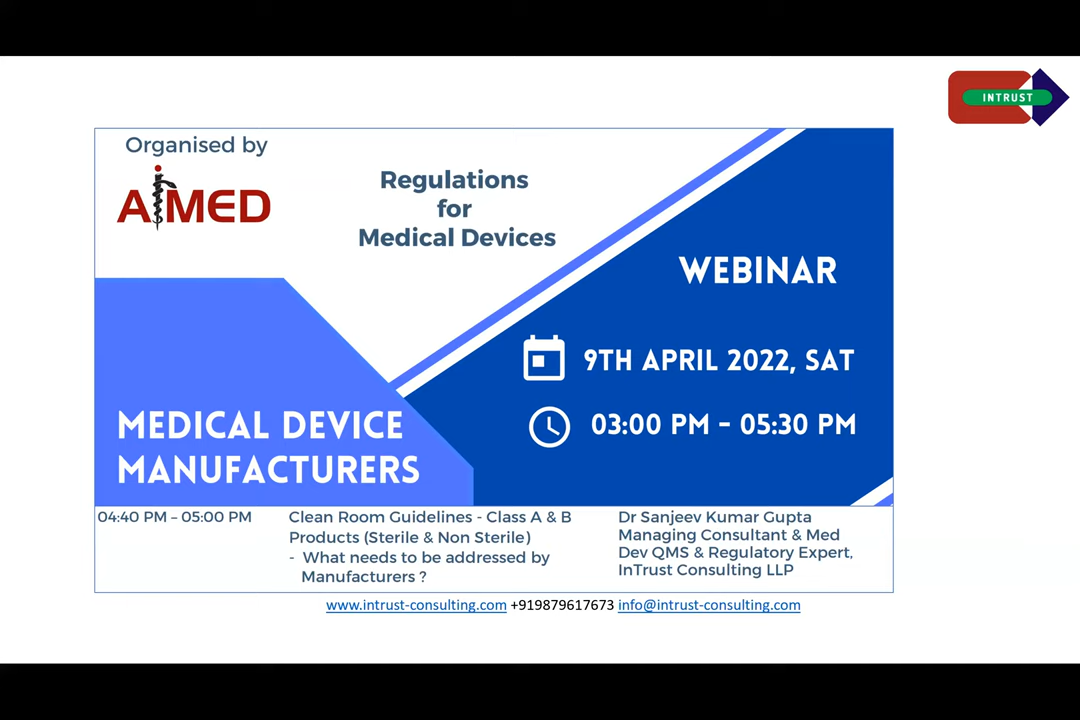 INTRUST
Organised by
AiMED
Regulations
for
Medical Devices
WEBINAR
9TH APRIL 2022, SAT
03:00 PM - 05:30 PM
MEDICAL DEVICE
MANUFACTURERS
04:40 PM – 05:00 PM
Clean Room Guidelines - Class A & B
Products (Sterile & Non Sterile)
- What needs to be addressed by
Manufacturers ?
Dr Sanjeev Kumar Gupta
Managing Consultant & Med
Dev QMS & Regulatory Expert,
InTrust Consulting LLP
www.intrust-consulting.com +919879617673 info@intrust-consulting.com